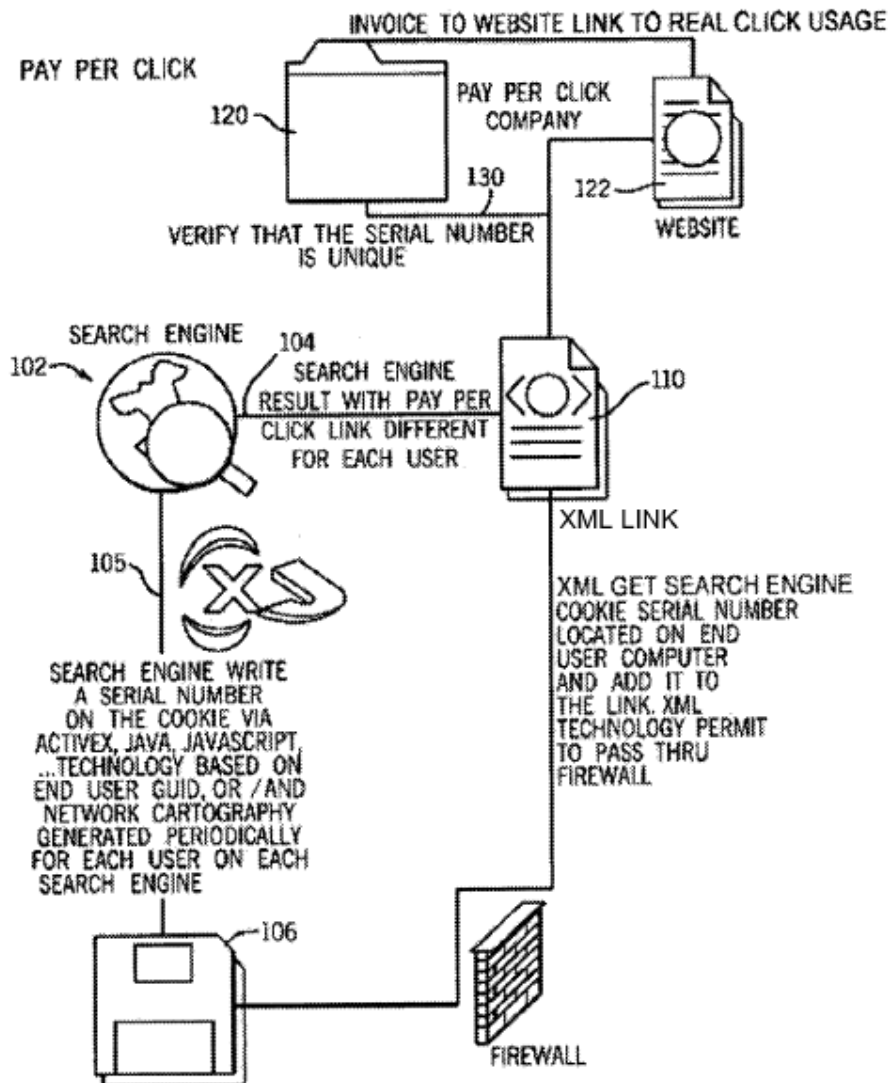 INVOICE TO WEBSITE LINK TO REAL CLICK USAGE
PAY PER CLICK
120
PAY PER CLICK
COMPANY
130
122
WEBSITE
VERIFY THAT THE SERIAL NUMBER
IS UNIQUE
SEARCH ENGINE
102
104
SEARCH ENGINE
RESULT WITH PAY PER
CLICK LINK DIFFERENT
FOR EACH USER
110
XML LINK
105
X
XML GET SEARCH ENGINE
COOKIE SERIAL NUMBER
LOCATED ON END
USER COMPUTER
AND ADD IT TO
THE LINK. XML
TECHNOLOGY PERMIT
TO PASS THRU
FIREWALL
SEARCH ENGINE WRITE
A SERIAL NUMBER
ON THE COOKIE VIA
ACTIVEX, JAVA, JAVASCRIPT,
...TECHNOLOGY BASED ON
END USER GUID, OR /AND
NETWORK CARTOGRAPHY
GENERATED PERIODICALLY
FOR EACH USER ON EACH
SEARCH ENGINE
106
FIREWALL